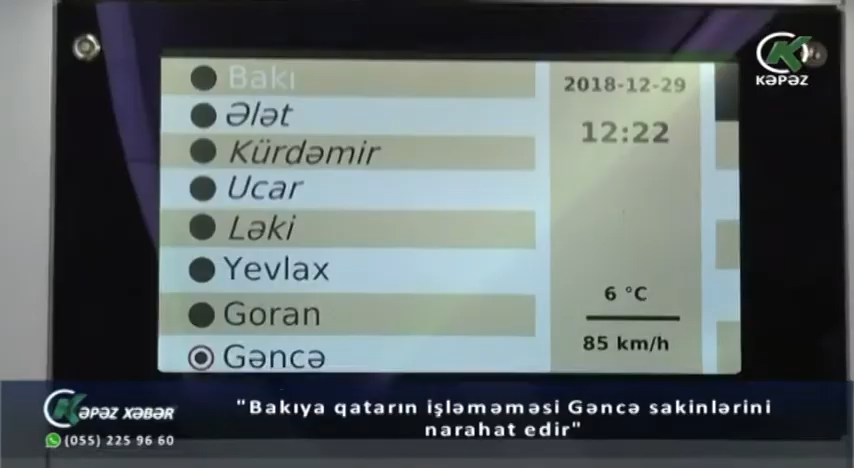 Bakı
Ələt
Kürdəmir
Ucar
Ləki
Yevlax
Goran
Gəncə
2018-12-29
12:22
6 °C
85 km/h
KƏPƏZ
KƏPƏZ XƏBƏR
(055) 225 96 60
"Bakıya qatarın işləməməsi Gəncə sakinlərini
narahat edir"